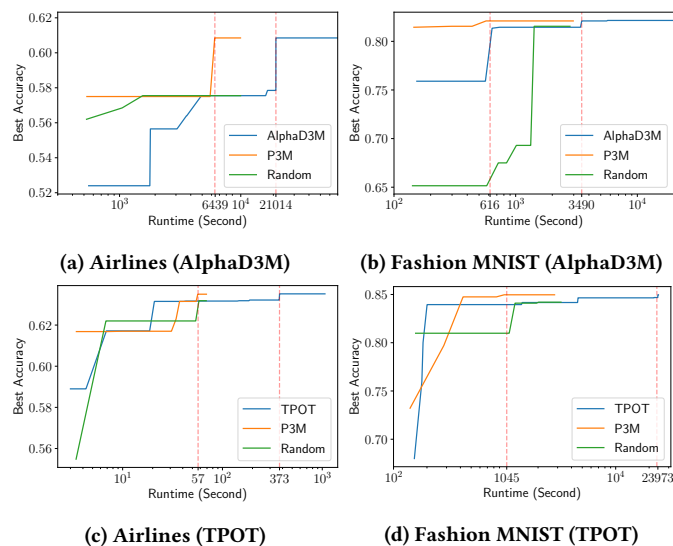 0.62
0.60
0.58
0.56
0.54
0.52
Best Accuracy
AlphaD3M
P3M
Random
10³ 6439 10⁴ 21014
Runtime (Second)
(a) Airlines (AlphaD3M)
0.80
0.75
0.70
0.65
Best Accuracy
AlphaD3M
P3M
Random
10² 616 10³ 3490 10⁴
Runtime (Second)
(b) Fashion MNIST (AlphaD3M)
0.62
0.60
0.58
0.56
Best Accuracy
TPOT
P3M
Random
10¹ 57 10² 373 10³
Runtime (Second)
(c) Airlines (TPOT)
0.85
0.80
0.75
0.70
Best Accuracy
TPOT
P3M
Random
10² 1045 10⁴ 23973
Runtime (Second)
(d) Fashion MNIST (TPOT)